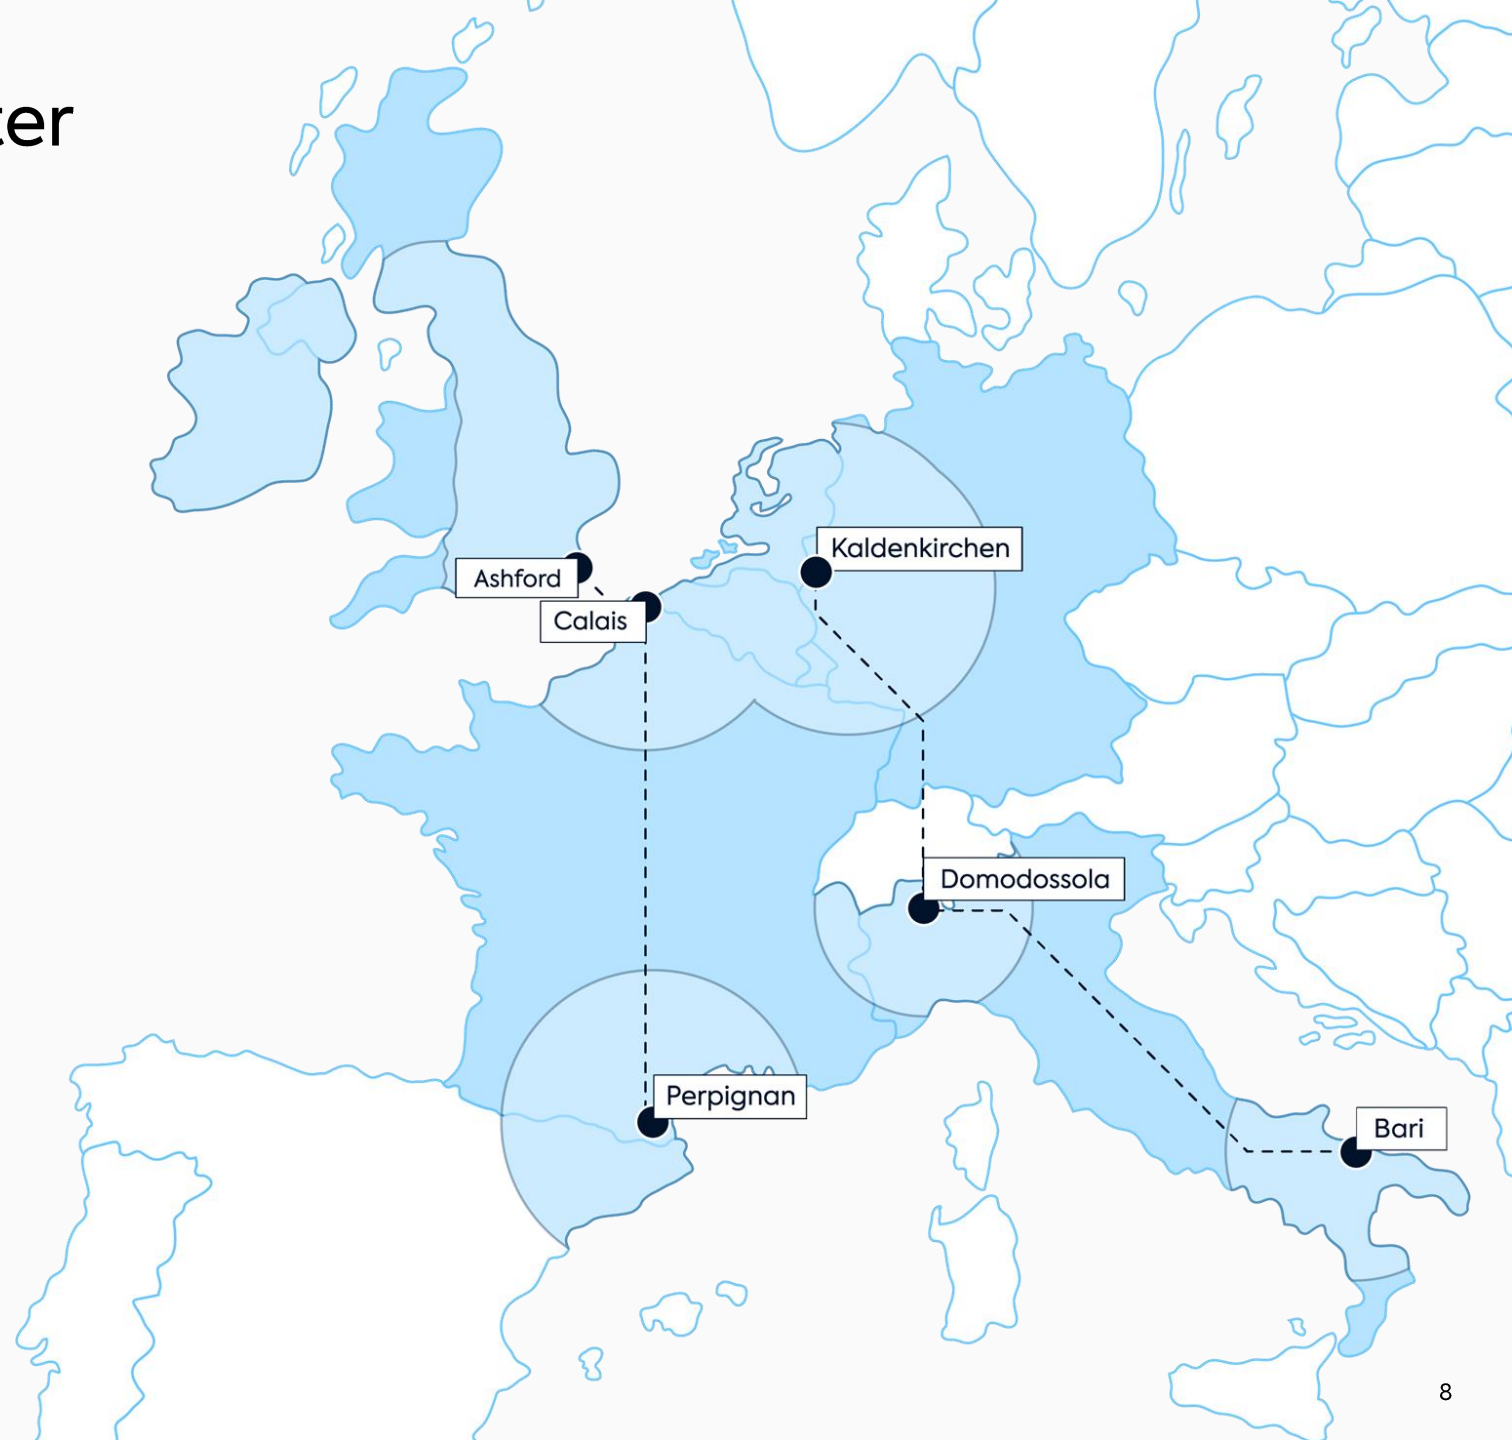 ter
Kaldenkirchen
Ashford
Calais
Domodossola
Perpignan
Bari
8